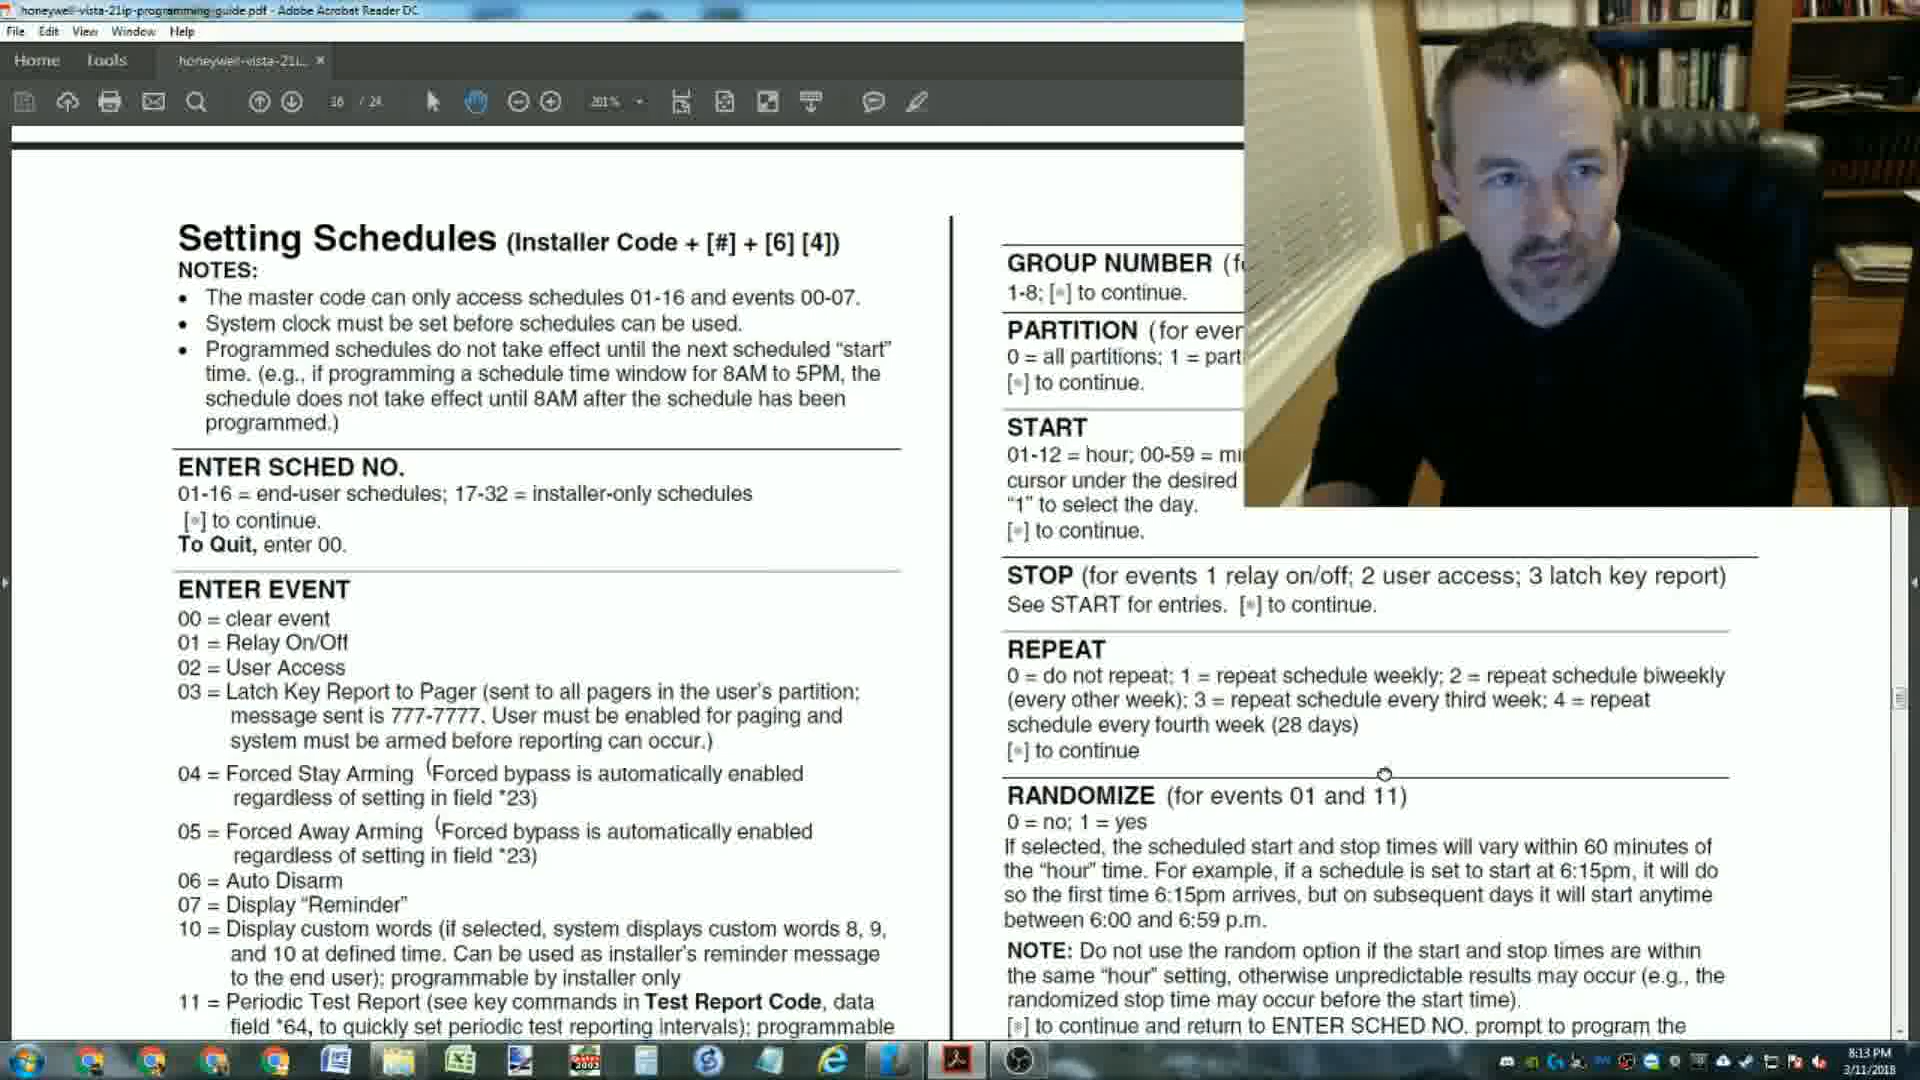 honeywell-vista-21ip-programming-guide.pdf - Adobe Acrobat Reader DC
File Edit View Window Help
Home Tools honeywell-vista-21i... ×
16 / 24 201%
Setting Schedules (Installer Code + [#] + [6] [4])
NOTES:
• The master code can only access schedules 01-16 and events 00-07.
• System clock must be set before schedules can be used.
• Programmed schedules do not take effect until the next scheduled “start”
time. (e.g., if programming a schedule time window for 8AM to 5PM, the
schedule does not take effect until 8AM after the schedule has been
programmed.)
ENTER SCHED NO.
01-16 = end-user schedules; 17-32 = installer-only schedules
[*] to continue.
To Quit, enter 00.
ENTER EVENT
00 = clear event
01 = Relay On/Off
02 = User Access
03 = Latch Key Report to Pager (sent to all pagers in the user’s partition;
message sent is 777-7777. User must be enabled for paging and
system must be armed before reporting can occur.)
04 = Forced Stay Arming (Forced bypass is automatically enabled
regardless of setting in field *23)
05 = Forced Away Arming (Forced bypass is automatically enabled
regardless of setting in field *23)
06 = Auto Disarm
07 = Display “Reminder”
10 = Display custom words (if selected, system displays custom words 8, 9,
and 10 at defined time. Can be used as installer’s reminder message
to the end user); programmable by installer only
11 = Periodic Test Report (see key commands in Test Report Code, data
field *64, to quickly set periodic test reporting intervals); programmable
GROUP NUMBER
1-8; [*] to continue.
PARTITION (for
0 = all partitions; 1 =
[*] to continue.
START
01-12 = hour; 00-59 =
cursor under the desired
“1” to select the day.
[*] to continue.
STOP (for events 1 relay on/off; 2 user access; 3 latch key report)
See START for entries. [*] to continue.
REPEAT
0 = do not repeat; 1 = repeat schedule weekly; 2 = repeat schedule biweekly
(every other week); 3 = repeat schedule every third week; 4 = repeat
schedule every fourth week (28 days)
[*] to continue
RANDOMIZE (for events 01 and 11)
0 = no; 1 = yes
If selected, the scheduled start and stop times will vary within 60 minutes of
the “hour” time. For example, if a schedule is set to start at 6:15pm, it will do
so the first time 6:15pm arrives, but on subsequent days it will start anytime
between 6:00 and 6:59 p.m.
NOTE: Do not use the random option if the start and stop times are within
the same “hour” setting, otherwise unpredictable results may occur (e.g., the
randomized stop time may occur before the start time).
[*] to continue and return to ENTER SCHED NO. prompt to program the
8:13 PM
3/11/2018